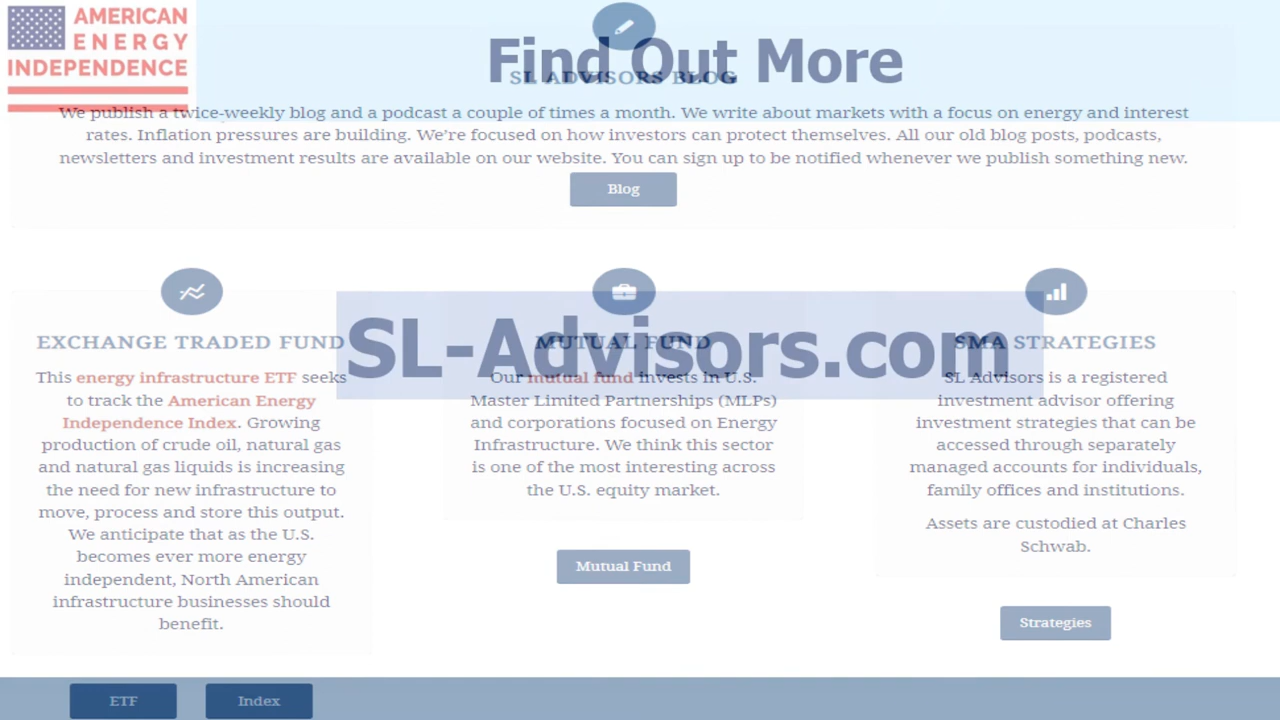 AMERICAN
ENERGY
INDEPENDENCE
Find Out More
SL ADVISORS BLOG
We publish a twice-weekly blog and a podcast a couple of times a month. We write about markets with a focus on energy and interest
rates. Inflation pressures are building. We're focused on how investors can protect themselves. All our old blog posts, podcasts,
newsletters and investment results are available on our website. You can sign up to be notified whenever we publish something new.
Blog
SL-Advisors.com
EXCHANGE TRADED FUND
This energy infrastructure ETF seeks
to track the American Energy
Independence Index. Growing
production of crude oil, natural gas
and natural gas liquids is increasing
the need for new infrastructure to
move, process and store this output.
We anticipate that as the U.S.
becomes ever more energy
independent, North American
infrastructure businesses should
benefit.
ETF
Index
MUTUAL FUND
Our mutual fund invests in U.S.
Master Limited Partnerships (MLPs)
and corporations focused on Energy
Infrastructure. We think this sector
is one of the most interesting across
the U.S. equity market.
Mutual Fund
SMA STRATEGIES
SL Advisors is a registered
investment advisor offering
investment strategies that can be
accessed through separately
managed accounts for individuals,
family offices and institutions.
Assets are custodied at Charles
Schwab.
Strategies